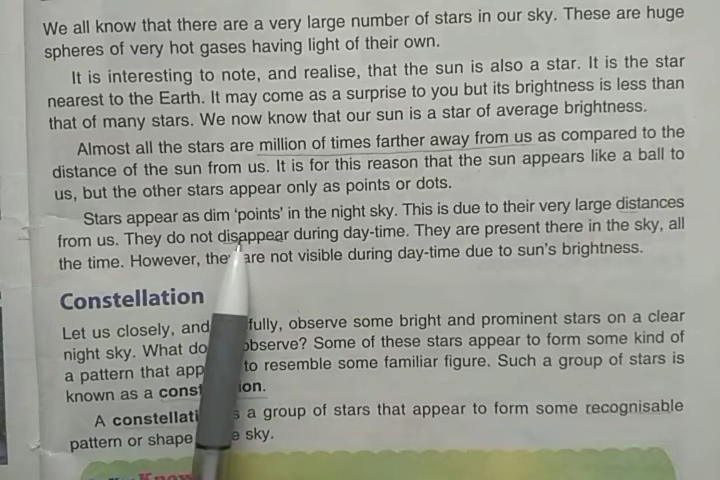 We all know that there are a very large number of stars in our sky. These are huge
spheres of very hot gases having light of their own.
It is interesting to note, and realise, that the sun is also a star. It is the star
nearest to the Earth. It may come as a surprise to you but its brightness is less than
that of many stars. We now know that our sun is a star of average brightness.
Almost all the stars are million of times farther away from us as compared to the
distance of the sun from us. It is for this reason that the sun appears like a ball to
us, but the other stars appear only as points or dots.
Stars appear as dim 'points' in the night sky. This is due to their very large distances
from us. They do not disappear during day-time. They are present there in the sky, all
the time. However, they are not visible during day-time due to sun's brightness.
Constellation
Let us closely, and fully, observe some bright and prominent stars on a clear
night sky. What do observe? Some of these stars appear to form some kind of
a pattern that app to resemble some familiar figure. Such a group of stars is
known as a const ion.
A constellati s a group of stars that appear to form some recognisable
pattern or shape e sky.
Know